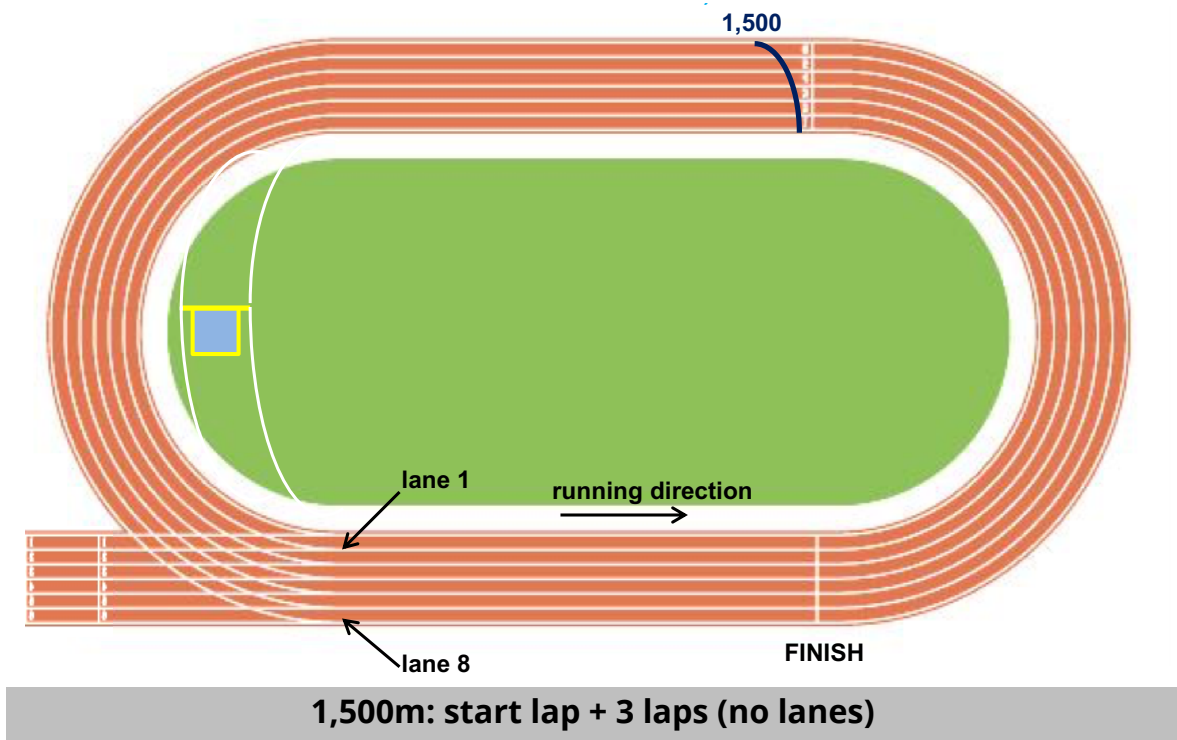 1,500
lane 1
running direction
lane 8
FINISH
1,500m: start lap + 3 laps (no lanes)